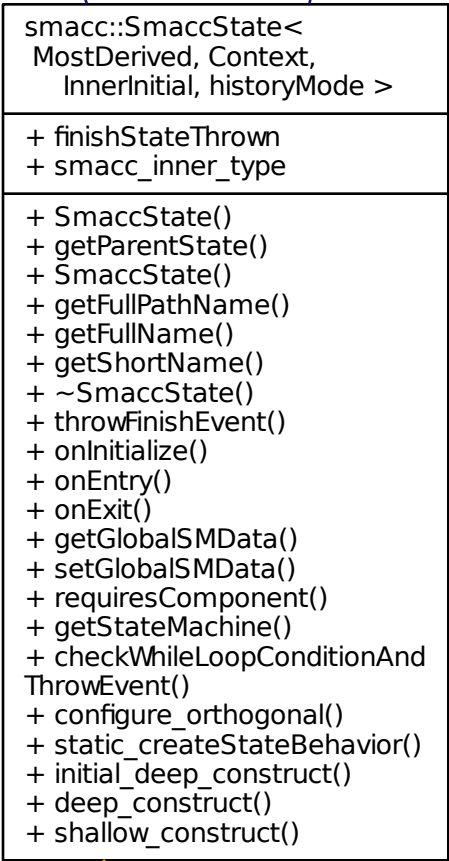 smacc::SmaccState<
MostDerived, Context,
InnerInitial, historyMode >
+ finishStateThrown
+ smacc_inner_type
+ SmaccState()
+ getParentState()
+ SmaccState()
+ getFullPathName()
+ getFullName()
+ getShortName()
+ ~SmaccState()
+ throwFinishEvent()
+ onInitialize()
+ onEntry()
+ onExit()
+ getGlobalSMData()
+ setGlobalSMData()
+ requiresComponent()
+ getStateMachine()
+ checkWhileLoopConditionAnd
ThrowEvent()
+ configure_orthogonal()
+ static_createStateBehavior()
+ initial_deep_construct()
+ deep_construct()
+ shallow_construct()